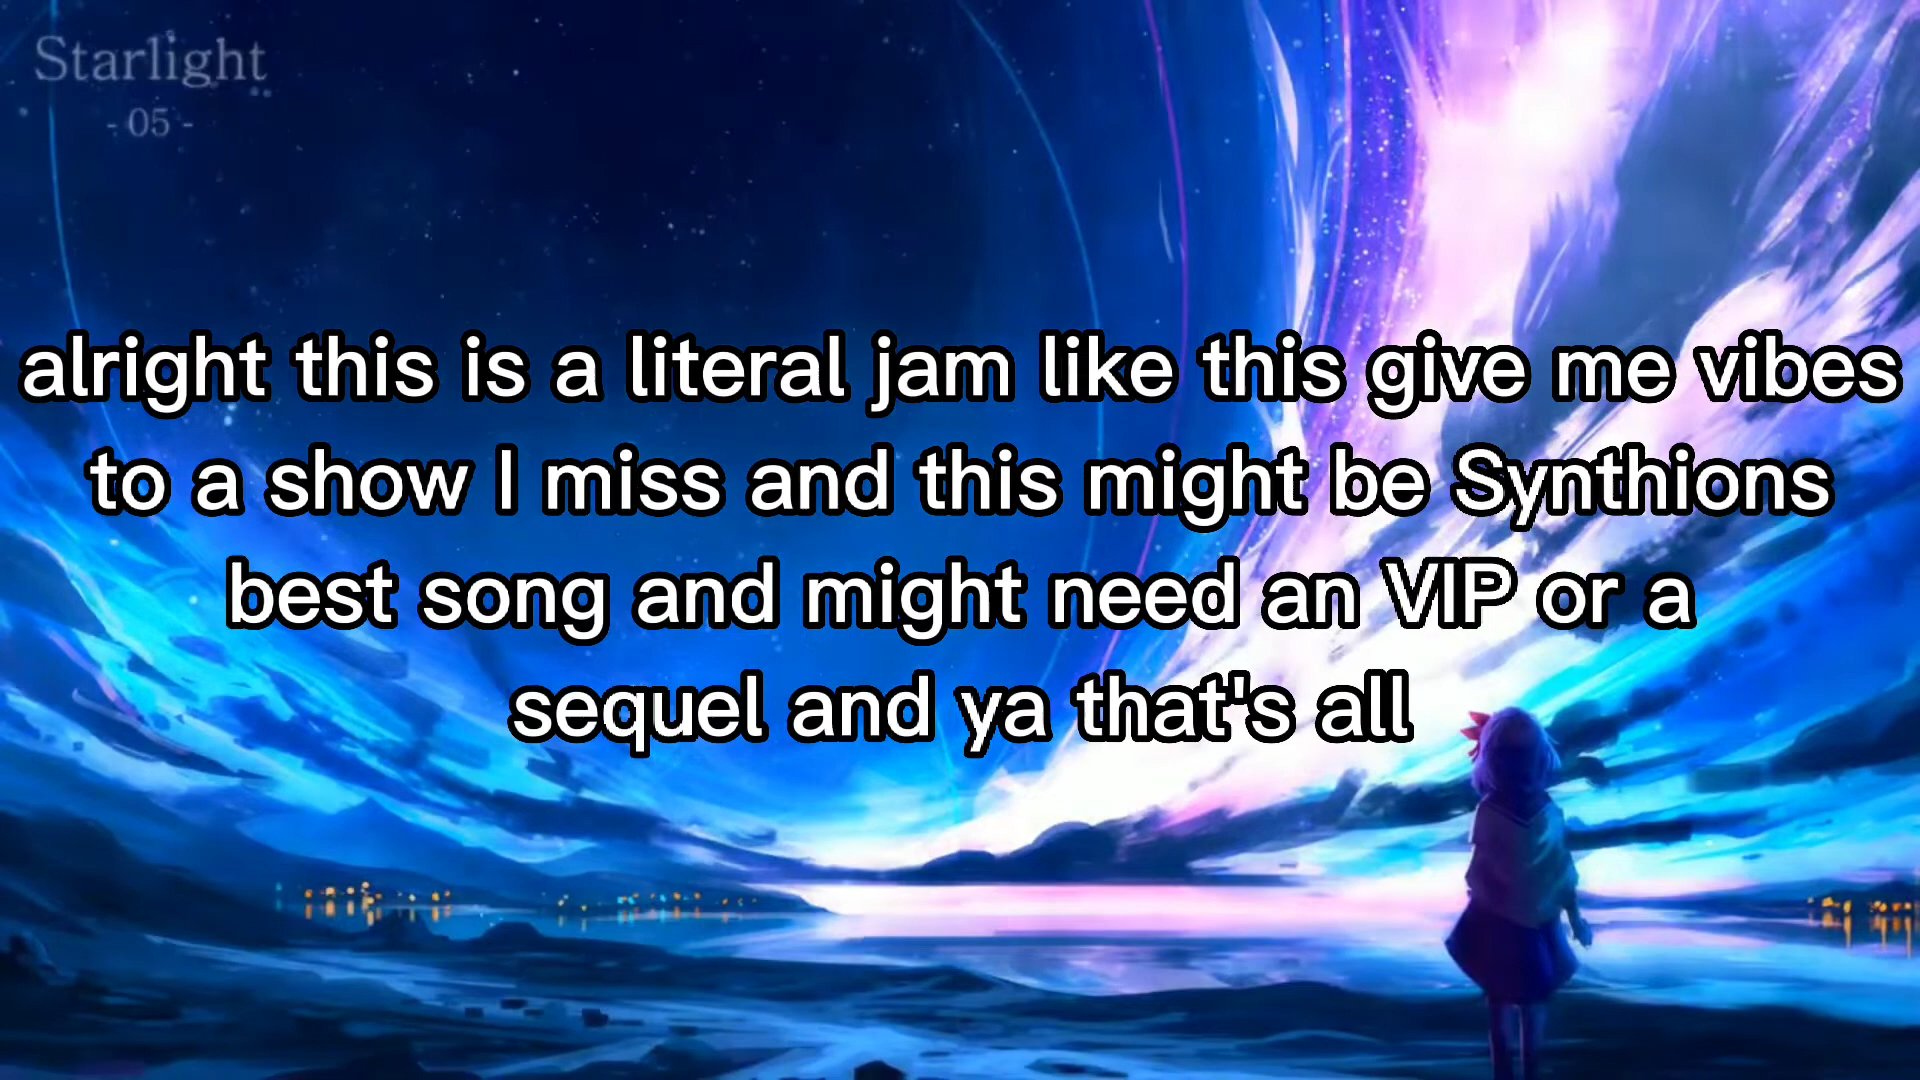 Starlight
- 05 -
alright this is a literal jam like this give me vibes
to a show I miss and this might be Synthions
best song and might need an VIP or a
sequel and ya that's all